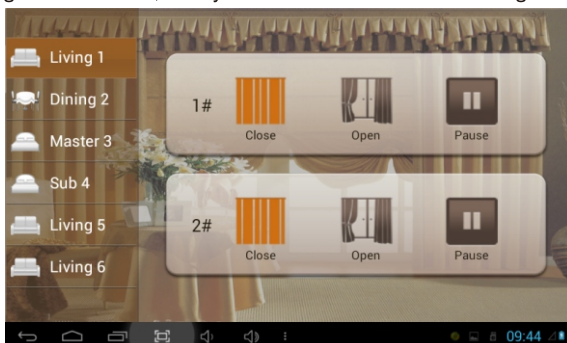 Living 1
Dining 2
Master 3
Sub 4
Living 5
Living 6
1#
Close
Open
Pause
2#
Close
Open
Pause
09:44